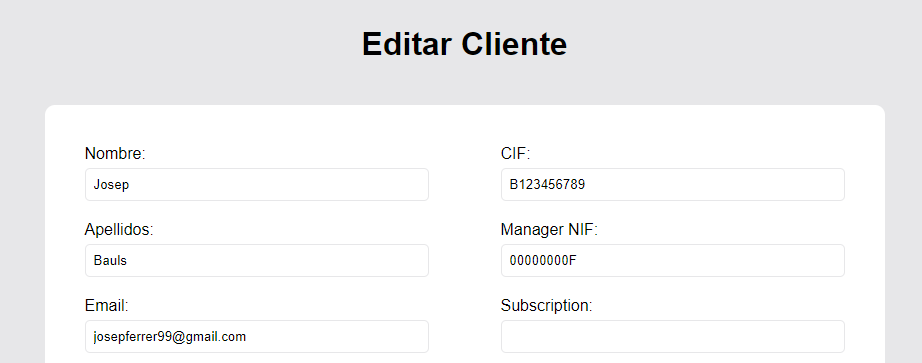 Editar Cliente
Nombre:
Josep
CIF:
B123456789
Apellidos:
Bauls
Manager NIF:
00000000F
Email:
josepferrer99@gmail.com
Subscription: